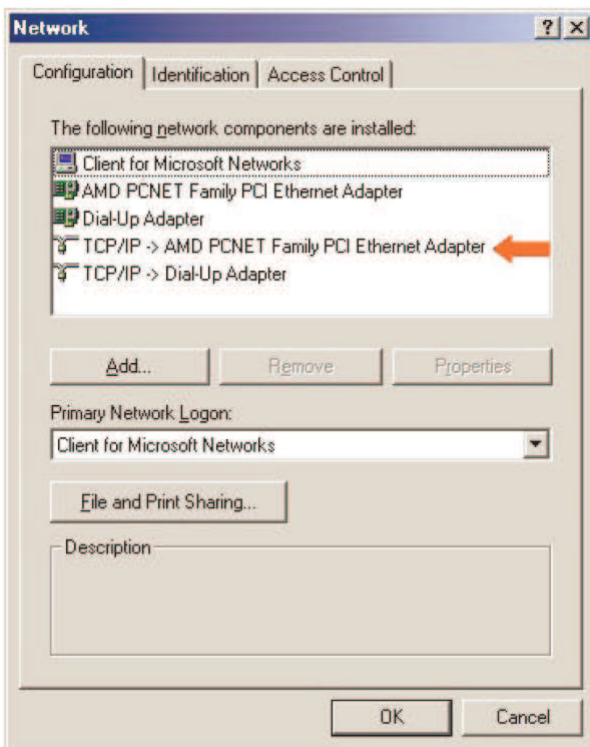 Network
Configuration
Identification
Access Control
The following network components are installed:
Client for Microsoft Networks
AMD PCNET Family PCI Ethernet Adapter
Dial-Up Adapter
TCP/IP -> AMD PCNET Family PCI Ethernet Adapter
TCP/IP -> Dial-Up Adapter
Add...
Remove
Properties
Primary Network Logon:
Client for Microsoft Networks
File and Print Sharing...
Description
OK
Cancel